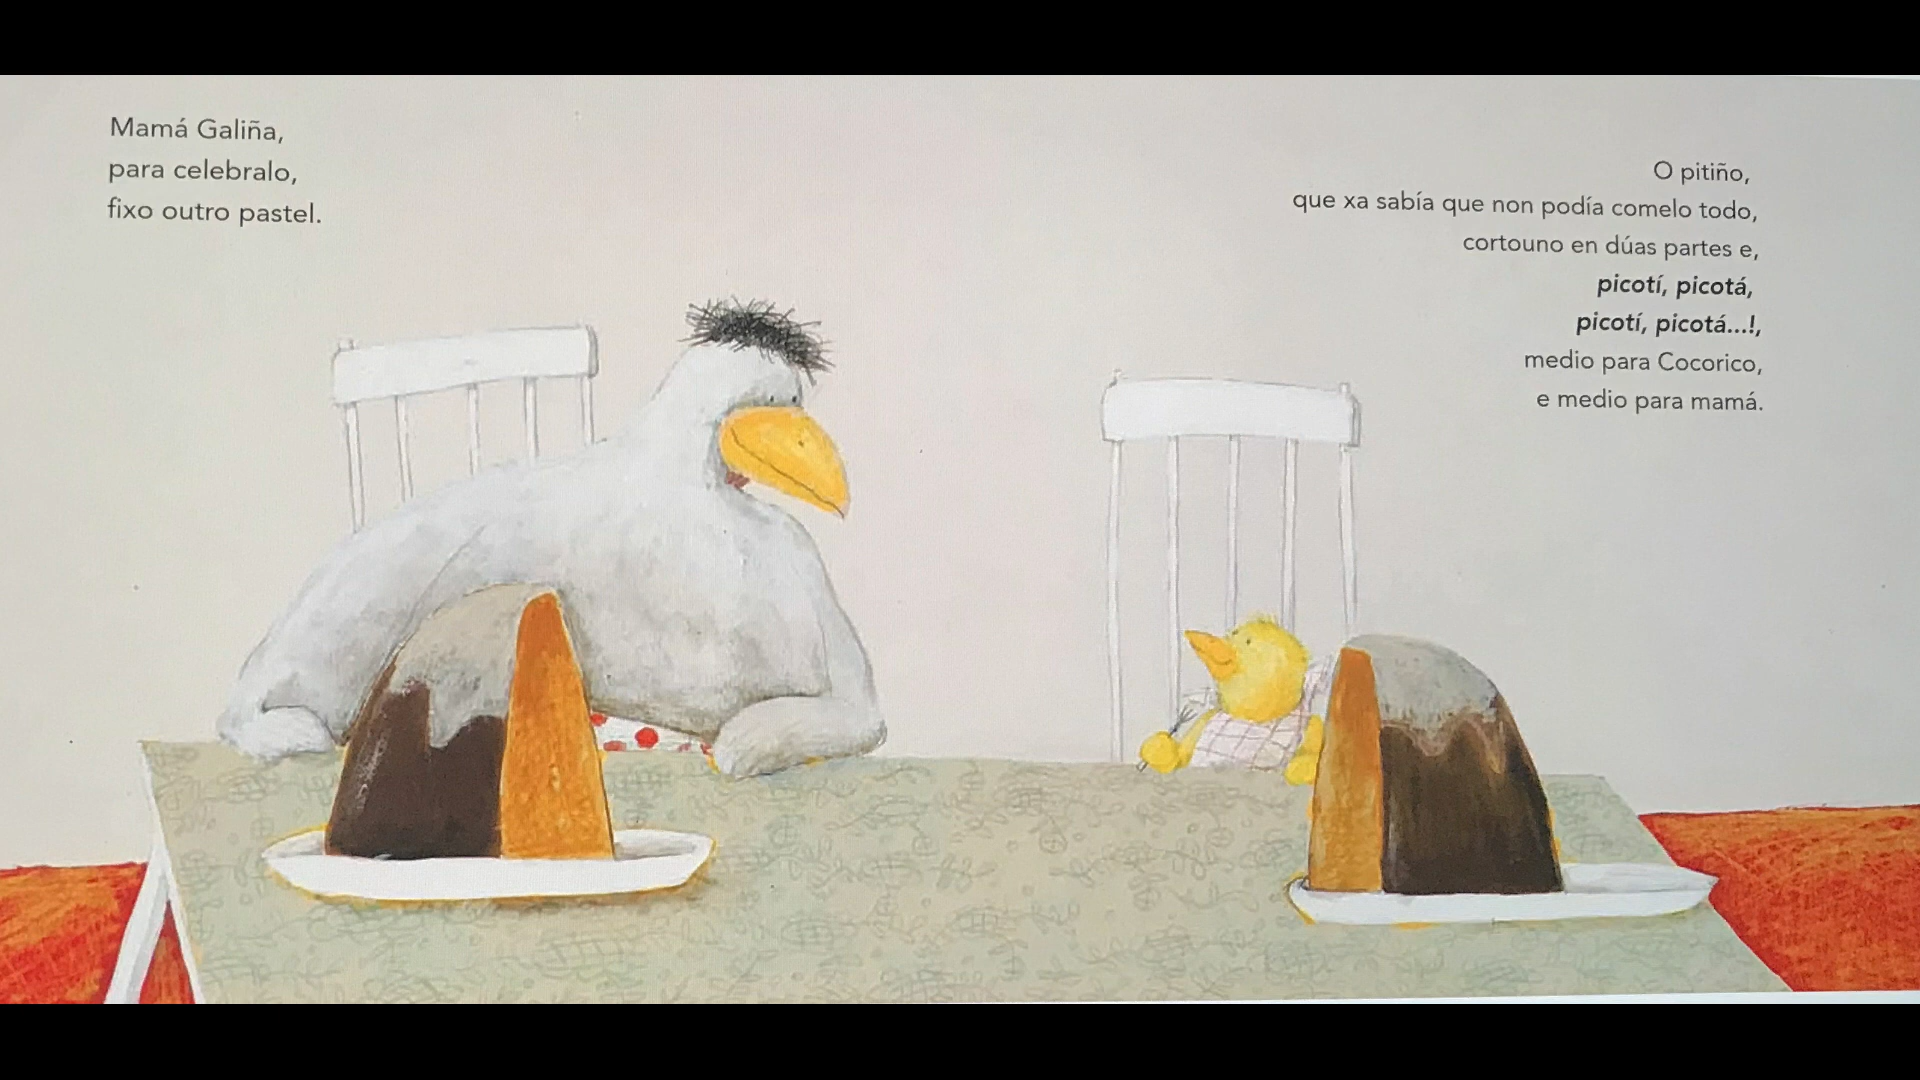 Mamá Galiña,
para celebralo,
fixo outro pastel.
O pitiño,
que xa sabía que non podía comelo todo,
cortouno en dúas partes e,
picotí, picotá,
picotí, picotá...!,
medio para Cocorico,
e medio para mamá.